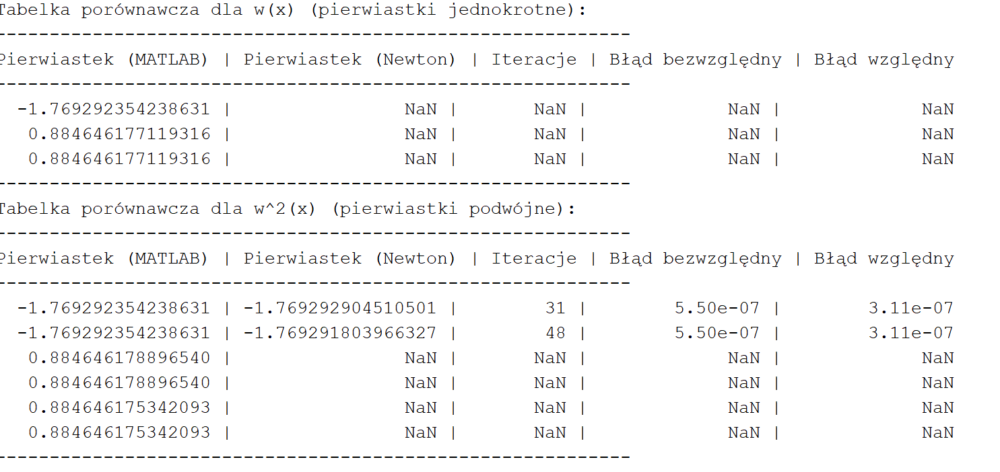 Tabelka porównawcza dla w(x) (pierwiastki jednokrotne):
-----------------------------------------------------------
Pierwiastek (MATLAB) | Pierwiastek (Newton) | Iteracje | Błąd bezwzględny | Błąd względny
-----------------------------------------------------------
-1.769292354238631 | NaN | NaN | NaN | NaN
0.884646177119316 | NaN | NaN | NaN | NaN
0.884646177119316 | NaN | NaN | NaN | NaN
-----------------------------------------------------------
Tabelka porównawcza dla w^2(x) (pierwiastki podwójne):
-----------------------------------------------------------
Pierwiastek (MATLAB) | Pierwiastek (Newton) | Iteracje | Błąd bezwzględny | Błąd względny
-----------------------------------------------------------
-1.769292354238631 | -1.769292904510501 | 31 | 5.50e-07 | 3.11e-07
-1.769292354238631 | -1.769291803966327 | 48 | 5.50e-07 | 3.11e-07
0.884646178896540 | NaN | NaN | NaN | NaN
0.884646178896540 | NaN | NaN | NaN | NaN
0.884646175342093 | NaN | NaN | NaN | NaN
0.884646175342093 | NaN | NaN | NaN | NaN
-----------------------------------------------------------